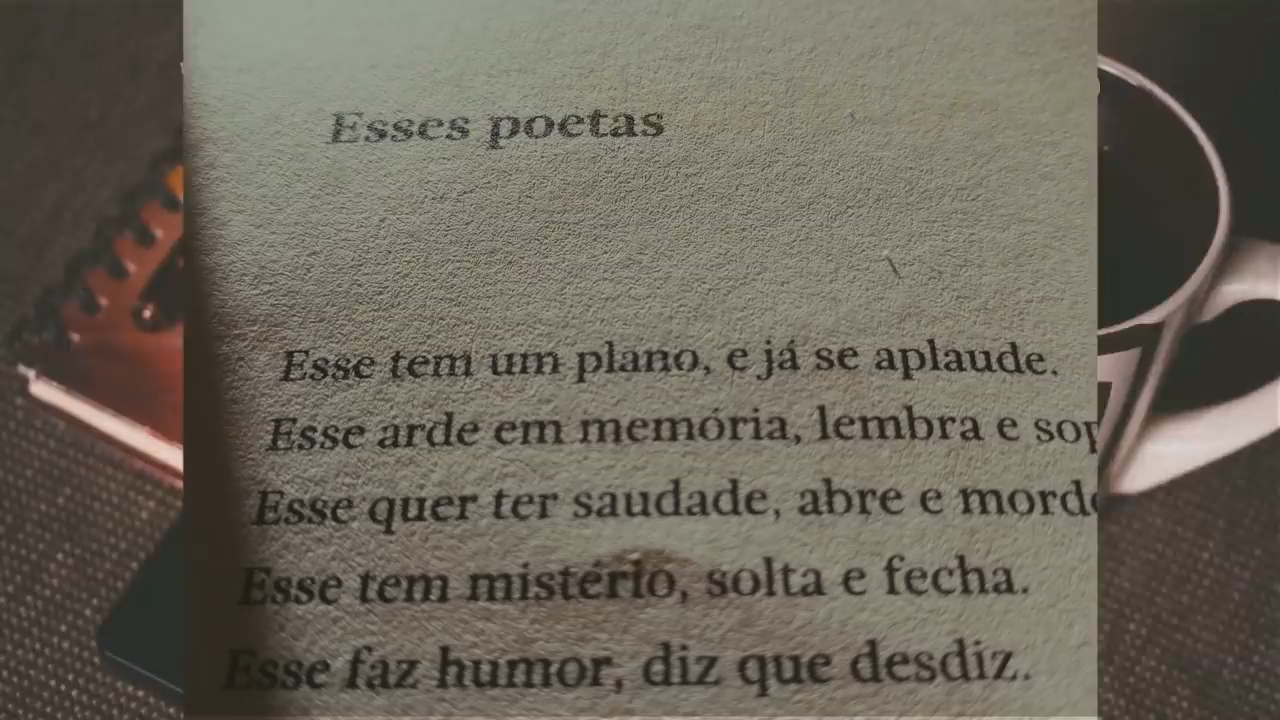 Esses poetas
Esse tem um plano, e já se aplaude.
Esse arde em memória, lembra e
Esse quer ter saudade, abre e morde
Esse tem mistério, solta e fecha.
Esse faz humor, diz que desdiz.